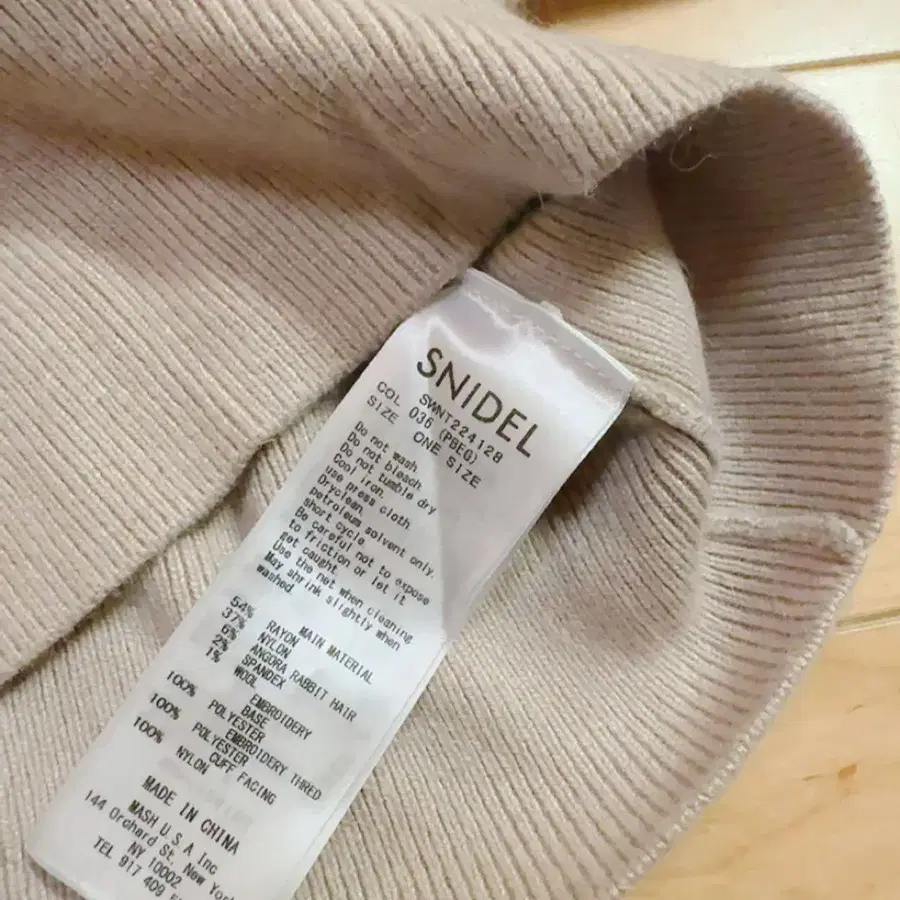 SNIDEL
SWNT224128
COL 036 (PBEG)
SIZE ONE SIZE
Do not wash
Do not bleach
Do not tumble dry
Cool iron,
use press cloth
Dryclean,
petroleum solvent only.
short cycle
Be careful not to expose
to friction or let it
get caught
Use the net when cleaning
May shrink slightly when
washed.
MAIN MATERIAL
54% RAYON
37% NYLON
6% ANGORA RABBIT HAIR
2% SPANDEX
1% WOOL
EMBROIDERY
BASE
100% POLYESTER
EMBROIDERY THRED
100% POLYESTER
CUFF FACING
100% NYLON
MADE IN CHINA
MASH U.S.A Inc
144 Orchard St. New York
NY 10002
TEL 917 409